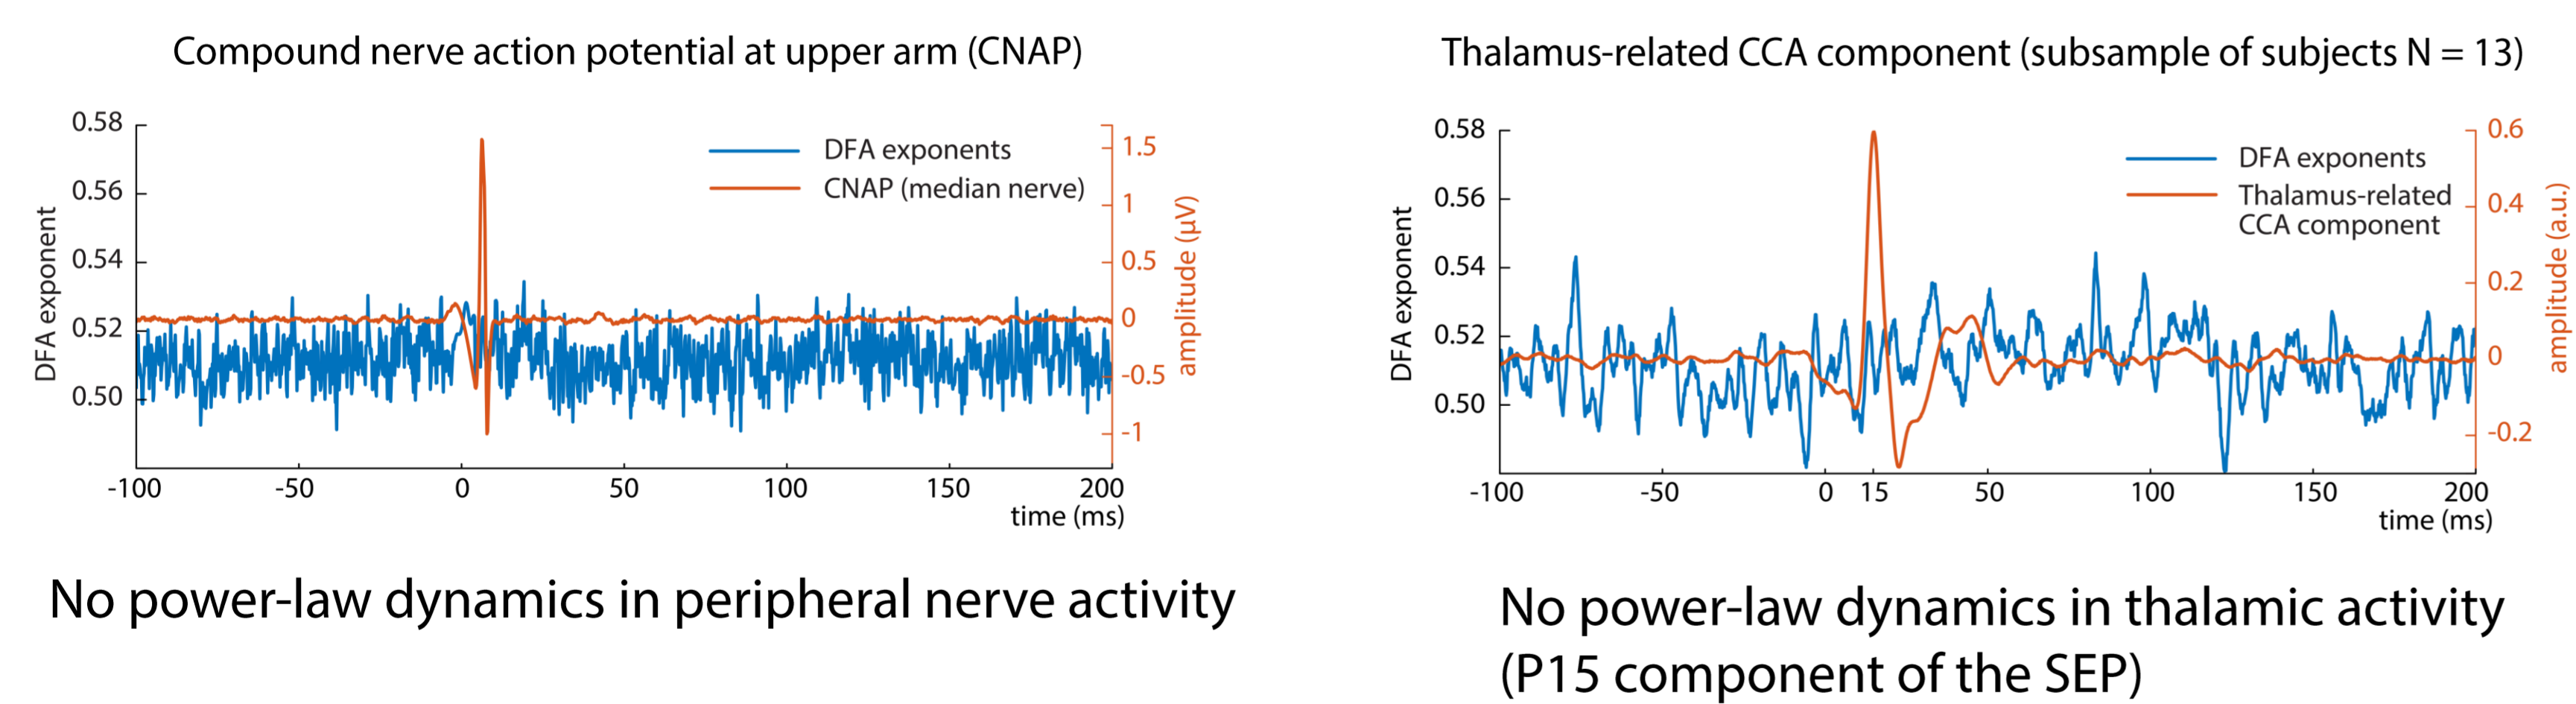 Compound nerve action potential at upper arm (CNAP)
0.58
0.56
0.54
0.52
0.50
DFA exponent
DFA exponents
CNAP (median nerve)
1.5
1
0.5
0
-0.5
-1
amplitude (µV)
-100
-50
0
50
100
150
200
time (ms)
No power-law dynamics in peripheral nerve activity
Thalamus-related CCA component (subsample of subjects N = 13)
0.58
0.56
0.54
0.52
0.50
DFA exponent
DFA exponents
Thalamus-related
CCA component
0.6
0.4
0.2
0
-0.2
amplitude (a.u.)
-100
-50
0
15
50
100
150
200
time (ms)
No power-law dynamics in thalamic activity
(P15 component of the SEP)